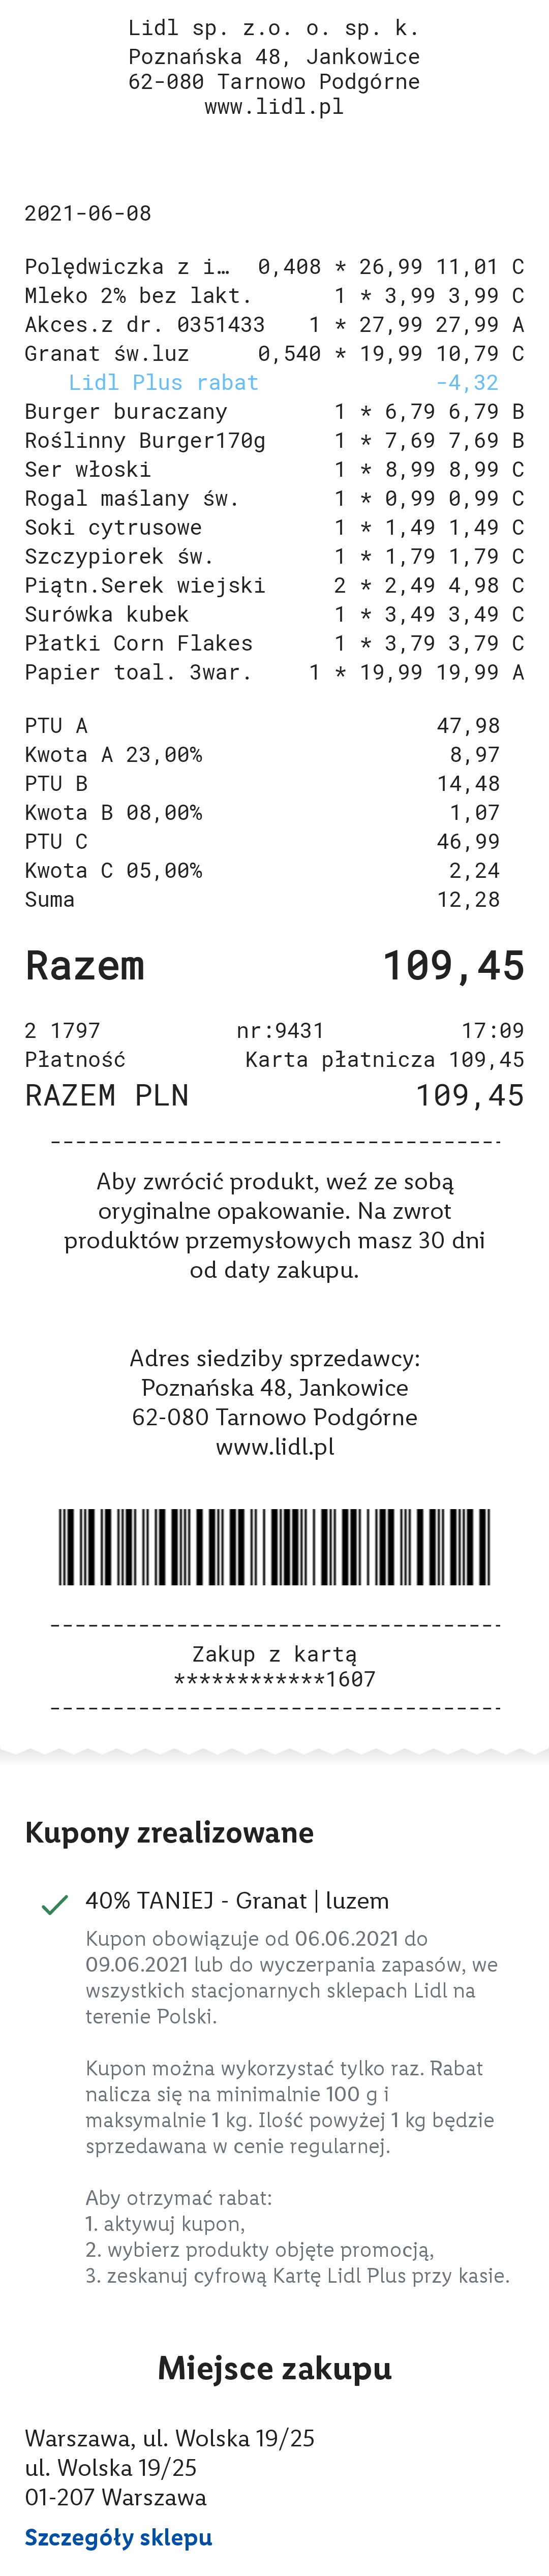 Lidl sp. z.o. o. sp. k.
Poznańska 48, Jankowice
62-080 Tarnowo Podgórne
www.lidl.pl
2021-06-08
Polędwiczka z i… 0,408 * 26,99 11,01 C
Mleko 2% bez lakt. 1 * 3,99 3,99 C
Akces.z dr. 0351433 1 * 27,99 27,99 A
Granat św.luz 0,540 * 19,99 10,79 C
Lidl Plus rabat -4,32
Burger buraczany 1 * 6,79 6,79 B
Roślinny Burger170g 1 * 7,69 7,69 B
Ser włoski 1 * 8,99 8,99 C
Rogal maślany św. 1 * 0,99 0,99 C
Soki cytrusowe 1 * 1,49 1,49 C
Szczypiorek św. 1 * 1,79 1,79 C
Piątn.Serek wiejski 2 * 2,49 4,98 C
Surówka kubek 1 * 3,49 3,49 C
Płatki Corn Flakes 1 * 3,79 3,79 C
Papier toal. 3war. 1 * 19,99 19,99 A
PTU A 47,98
Kwota A 23,00% 8,97
PTU B 14,48
Kwota B 08,00% 1,07
PTU C 46,99
Kwota C 05,00% 2,24
Suma 12,28
Razem 109,45
2 1797 nr:9431 17:09
Płatność Karta płatnicza 109,45
RAZEM PLN 109,45
Aby zwrócić produkt, weź ze sobą
oryginalne opakowanie. Na zwrot
produktów przemysłowych masz 30 dni
od daty zakupu.
Adres siedziby sprzedawcy:
Poznańska 48, Jankowice
62-080 Tarnowo Podgórne
www.lidl.pl
Zakup z kartą
************1607
Kupony zrealizowane
40% TANIEJ - Granat | luzem
Kupon obowiązuje od 06.06.2021 do
09.06.2021 lub do wyczerpania zapasów, we
wszystkich stacjonarnych sklepach Lidl na
terenie Polski.
Kupon można wykorzystać tylko raz. Rabat
nalicza się na minimalnie 100 g i
maksymalnie 1 kg. Ilość powyżej 1 kg będzie
sprzedawana w cenie regularnej.
Aby otrzymać rabat:
1. aktywuj kupon,
2. wybierz produkty objęte promocją,
3. zeskanuj cyfrową Kartę Lidl Plus przy kasie.
Miejsce zakupu
Warszawa, ul. Wolska 19/25
ul. Wolska 19/25
01-207 Warszawa
Szczegóły sklepu